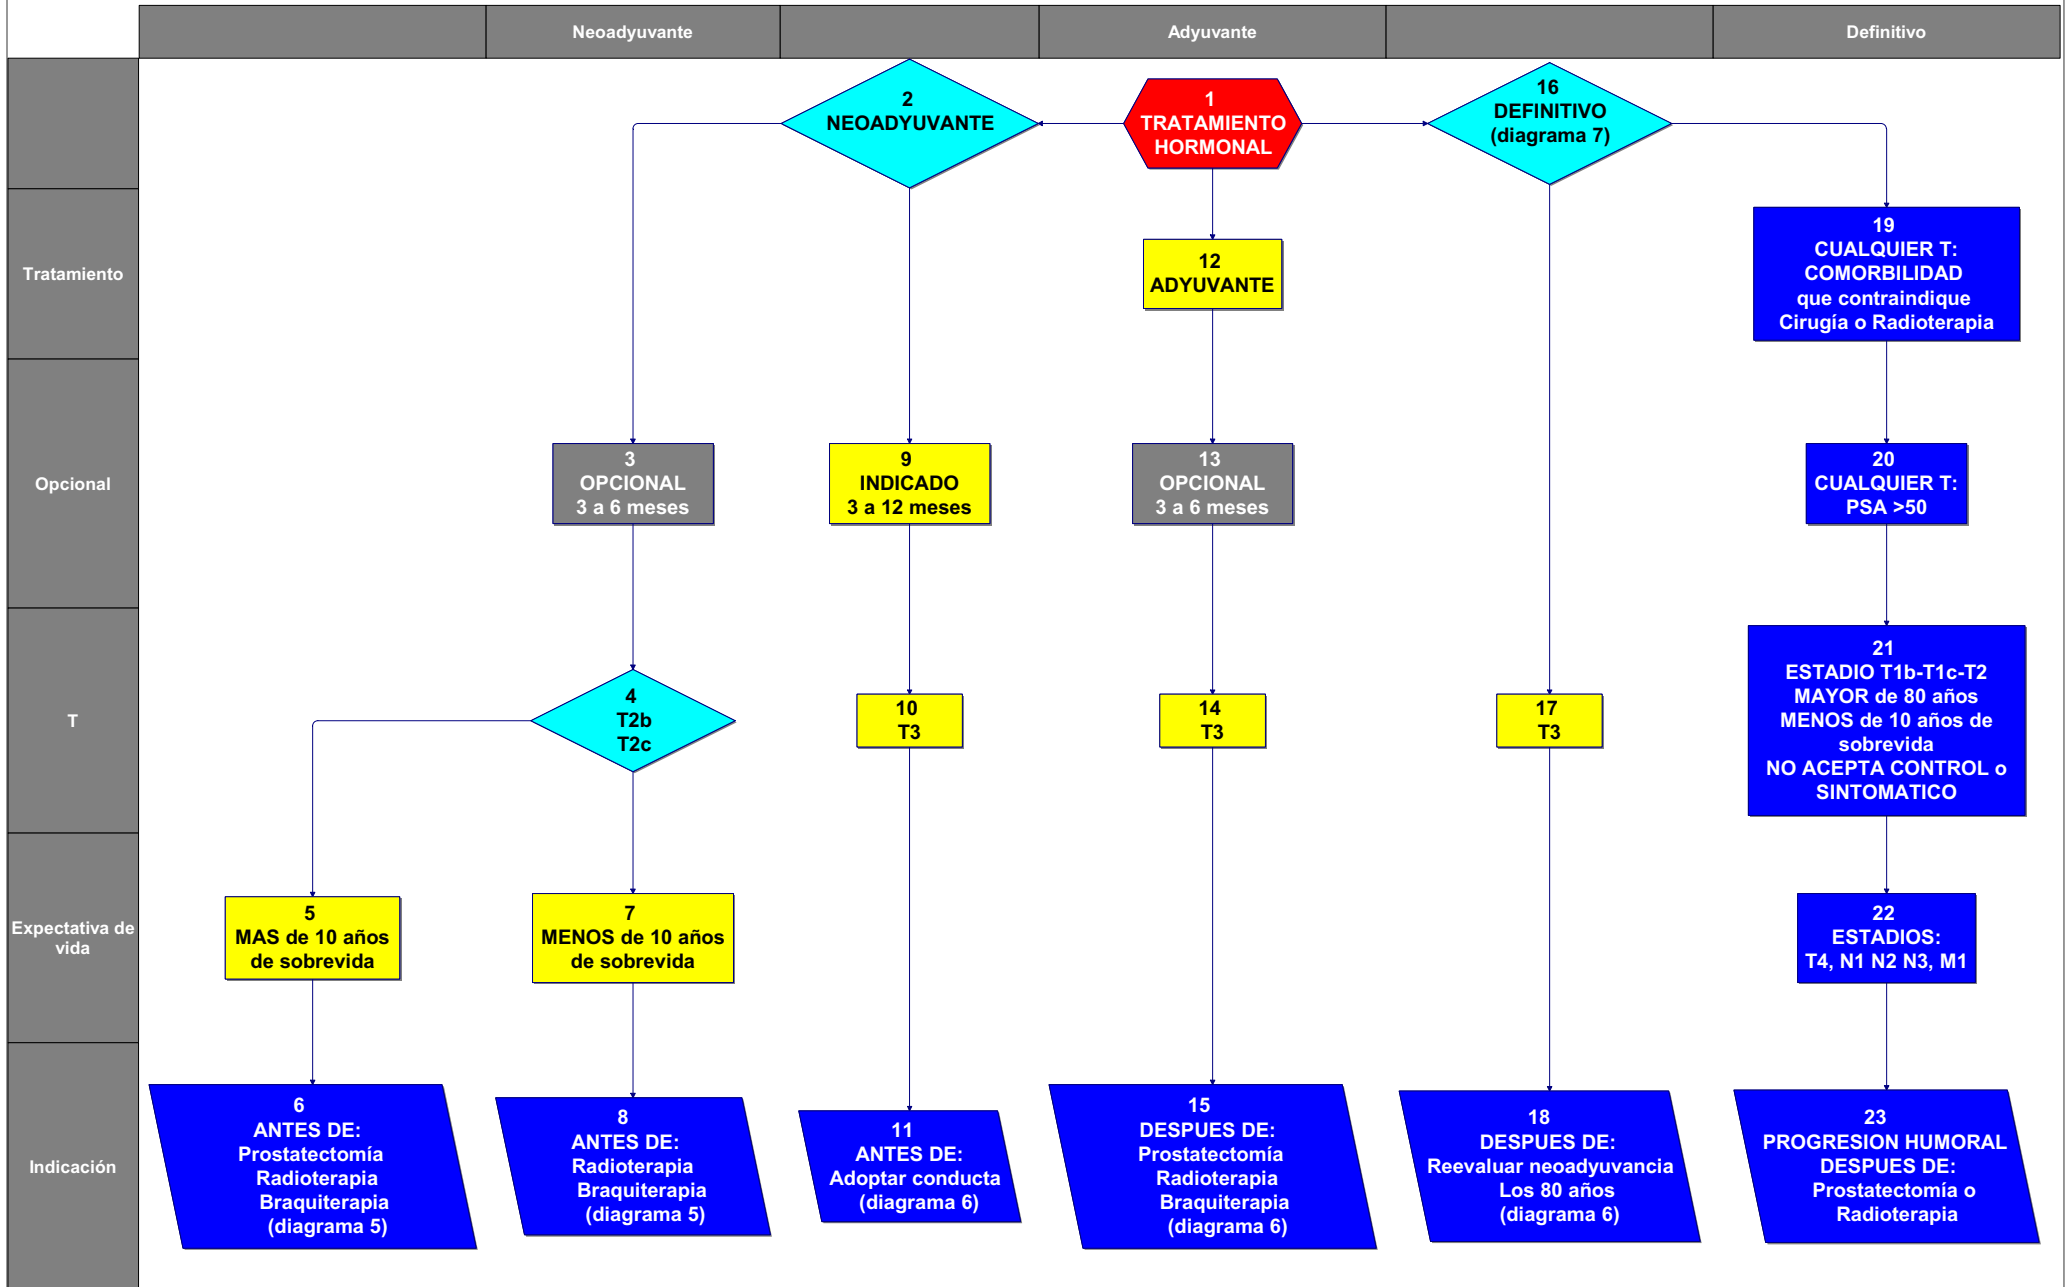 Neoadyuvante
Adyuvante
Definitivo
2
NEOADYUVANTE
1
TRATAMIENTO
HORMONAL
16
DEFINITIVO
(diagrama 7)
Tratamiento
12
ADYUVANTE
19
CUALQUIER T:
COMORBILIDAD
que contraindique
Cirugía o Radioterapia
Opcional
3
OPCIONAL
3 a 6 meses
9
INDICADO
3 a 12 meses
13
OPCIONAL
3 a 6 meses
20
CUALQUIER T:
PSA >50
T
4
T2b
T2c
10
T3
14
T3
17
T3
21
ESTADIO T1b-T1c-T2
MAYOR de 80 años
MENOS de 10 años de
sobrevida
NO ACEPTA CONTROL o
SINTOMATICO
Expectativa de
vida
5
MAS de 10 años
de sobrevida
7
MENOS de 10 años
de sobrevida
22
ESTADIOS:
T4, N1 N2 N3, M1
Indicación
6
ANTES DE:
Prostatectomía
Radioterapia
Braquiterapia
(diagrama 5)
8
ANTES DE:
Radioterapia
Braquiterapia
(diagrama 5)
11
ANTES DE:
Adoptar conducta
(diagrama 6)
15
DESPUES DE:
Prostatectomía
Radioterapia
Braquiterapia
(diagrama 6)
18
DESPUES DE:
Reevaluar neoadyuvancia
Los 80 años
(diagrama 6)
23
PROGRESION HUMORAL
DESPUES DE:
Prostatectomía o
Radioterapia